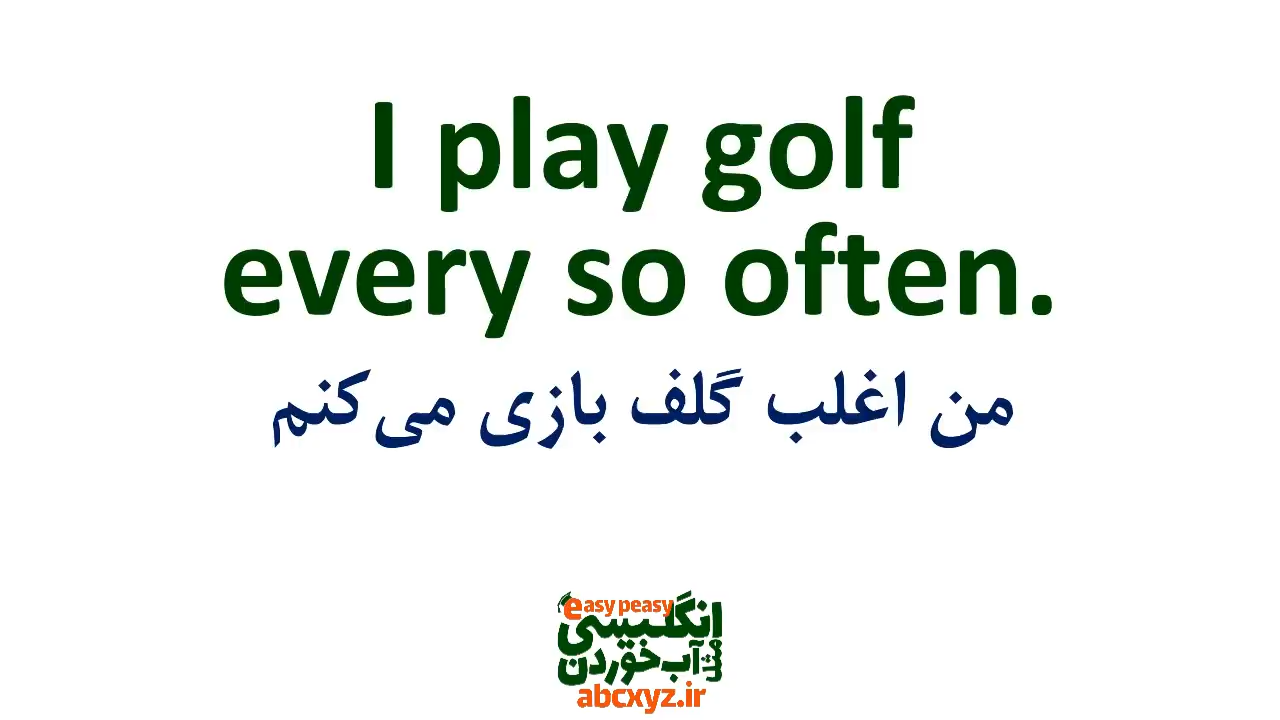 I play golf
every so often.
من اغلب گلف بازی می‌کنم
easy peasy
انگلیسی
مثل آب خوردن
abcxyz.ir